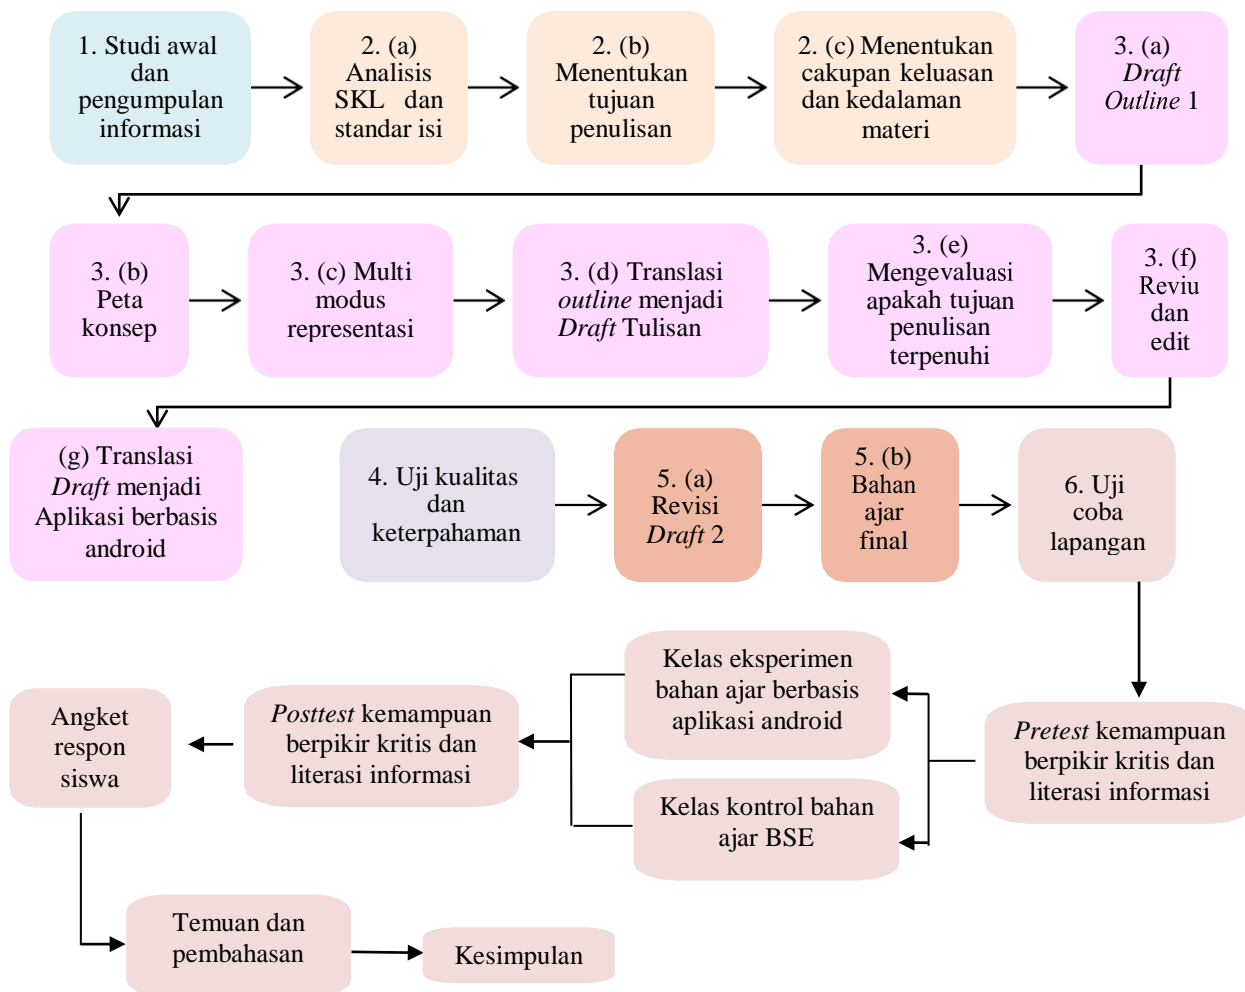 1. Studi awal
dan
pengumpulan
informasi
2. (a)
Analisis
SKL dan
standar isi
2. (b)
Menentukan
tujuan
penulisan
2. (c) Menentukan
cakupan keluasan
dan kedalaman
materi
3. (a)
Draft
Outline 1
3. (b)
Peta
konsep
3. (c) Multi
modus
representasi
3. (d) Translasi
outline menjadi
Draft Tulisan
3. (e)
Mengevaluasi
apakah tujuan
penulisan
terpenuhi
3. (f)
Reviu
dan
edit
(g) Translasi
Draft menjadi
Aplikasi berbasis
android
4. Uji kualitas
dan
keterpahaman
5. (a)
Revisi
Draft 2
5. (b)
Bahan
ajar
final
6. Uji
coba
lapangan
Pretest kemampuan
berpikir kritis dan
literasi informasi
Kelas eksperimen
bahan ajar berbasis
aplikasi android
Kelas kontrol bahan
ajar BSE
Posttest kemampuan
berpikir kritis dan
literasi informasi
Angket
respon
siswa
Temuan dan
pembahasan
Kesimpulan